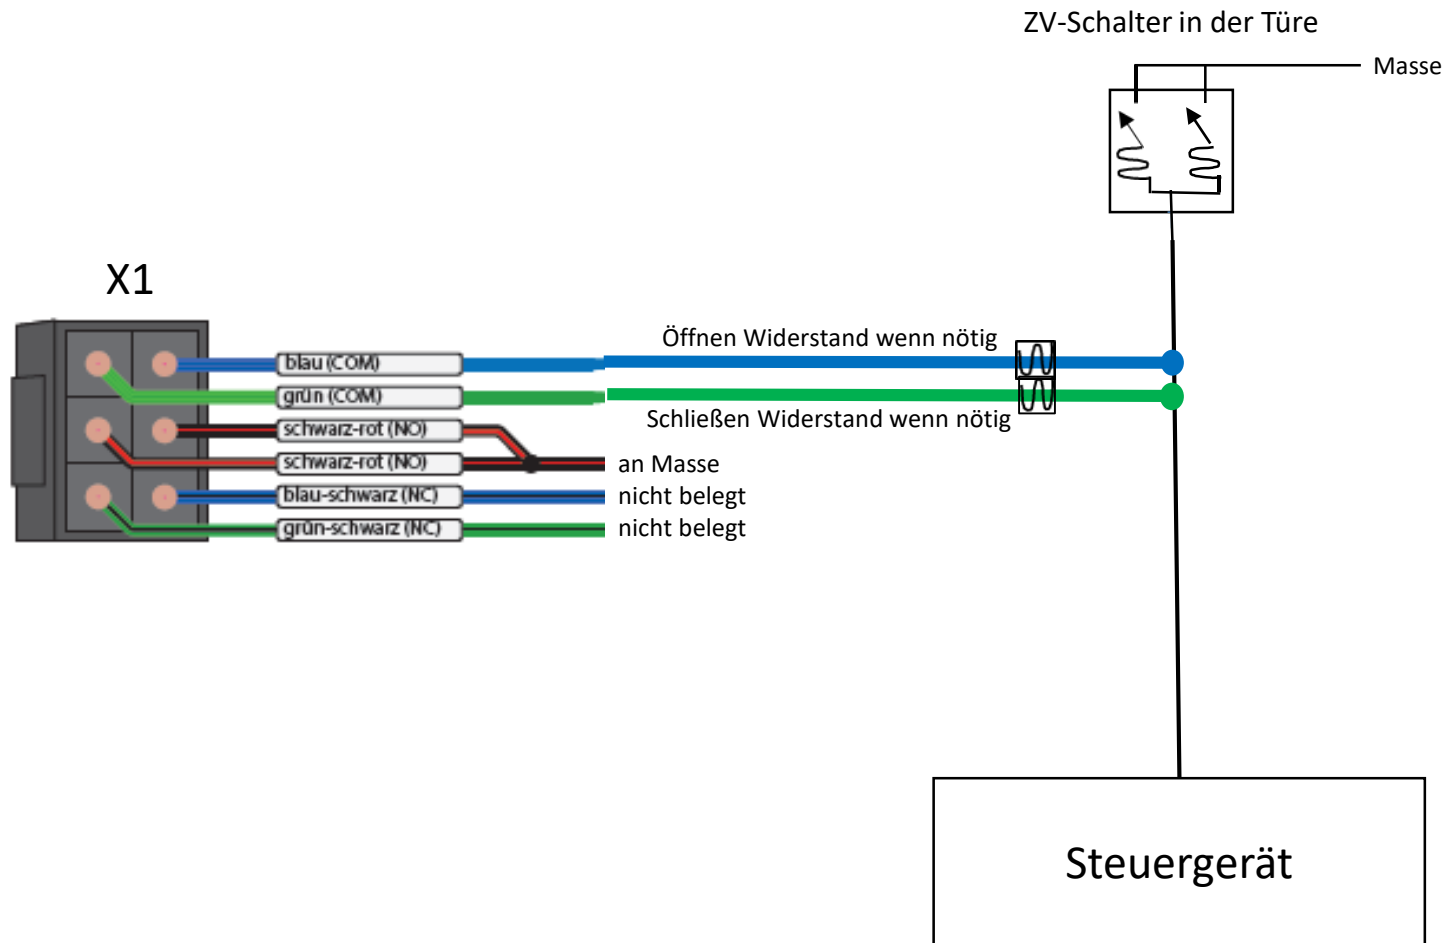 ZV-Schalter in der Türe
Masse
X1
Öffnen Widerstand wenn nötig
blau (COM)
grün (COM)
Schließen Widerstand wenn nötig
schwarz-rot (NO)
schwarz-rot (NO)
an Masse
blau-schwarz (NC)
nicht belegt
grün-schwarz (NC)
nicht belegt
Steuergerät